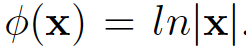 ϕ(𝐱) = ln|𝐱|.